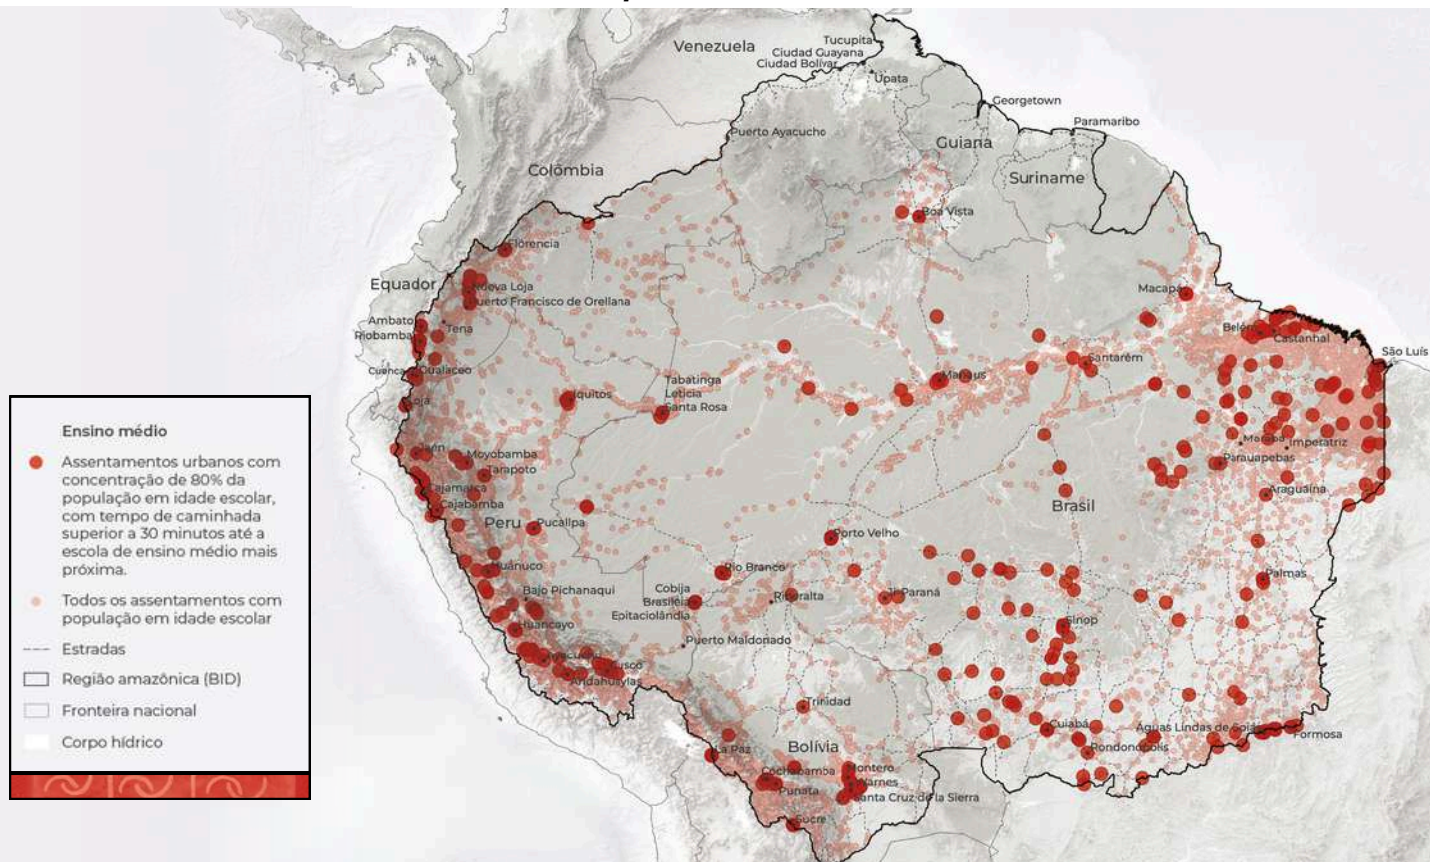 Venezuela
Tucupita
Ciudad Guayana
Ciudad Bolívar
Upata
Georgetown
Paramaribo
Puerto Ayacucho
Guiana
Colômbia
Suriname
Boa Vista
Florencia
Equador
Nueva Loja
Puerto Francisco de Orellana
Macapá
Ambato
Tena
Riobamba
Belém
Castanhal
São Luís
Cuenca
Gualaceo
Santarém
Manaus
Tabatinga
Leticia
Santa Rosa
Iquitos
Loja
Marabá
Imperatriz
Jaén
Moyobamba
Tarapoto
Parauapebas
Cajamarca
Araguaína
Cajabamba
Brasil
Peru
Pucallpa
Porto Velho
Huánuco
Rio Branco
Palmas
Bajo Pichanaqui
Cobija
Brasileia
Epitaciolândia
Riberalta
Ji-Paraná
Huancayo
Sinop
Puerto Maldonado
Ayacucho
Cusco
Andahuaylas
Trinidad
Cuiabá
Águas Lindas de Goiás
Formosa
La Paz
Bolívia
Rondonópolis
Cochabamba
Montero
Warnes
Punata
Santa Cruz de la Sierra
Sucre
Ensino médio
Assentamentos urbanos com
concentração de 80% da
população em idade escolar,
com tempo de caminhada
superior a 30 minutos até a
escola de ensino médio mais
próxima.
Todos os assentamentos com
população em idade escolar
Estradas
Região amazônica (BID)
Fronteira nacional
Corpo hídrico